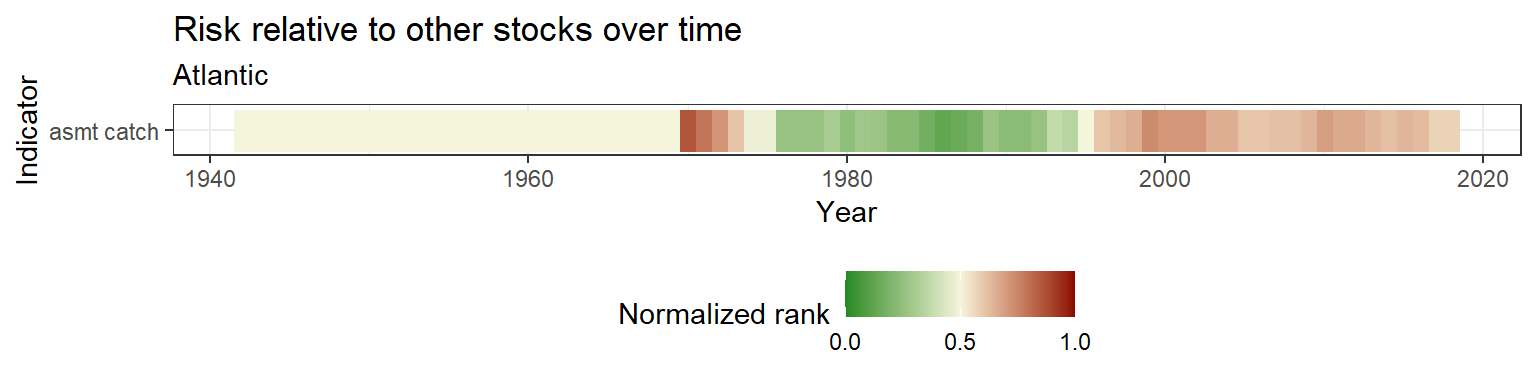 Risk relative to other stocks over time
Atlantic
Indicator
asmt catch
1940 1960 1980 2000 2020
Year
Normalized rank
0.0 0.5 1.0